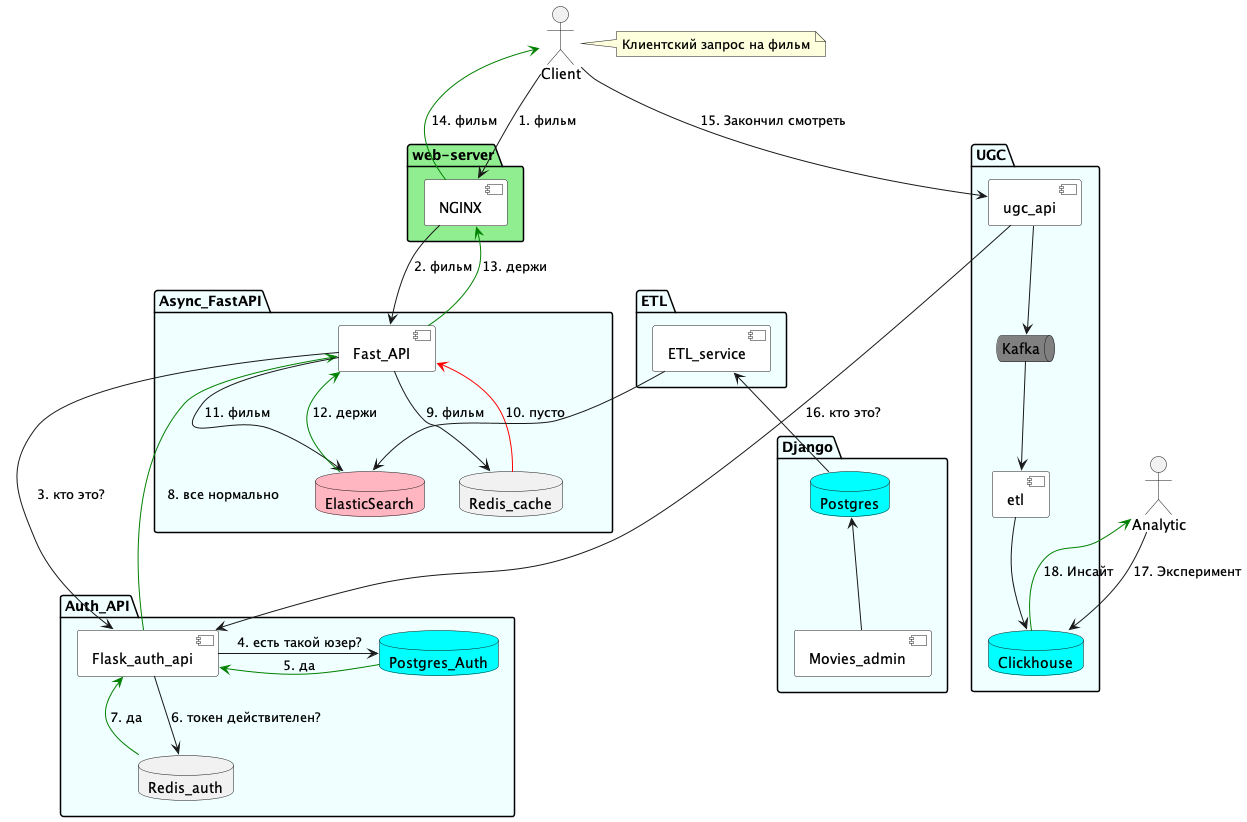 Клиентский запрос на фильм
Client
14. фильм
1. фильм
15. Закончил смотреть
web-server
UGC
NGINX
ugc_api
2. фильм
13. держи
Async_FastAPI
ETL
Fast_API
ETL_service
Kafka
11. фильм
12. держи
9. фильм
10. пусто
16. кто это?
Django
3. кто это?
8. все нормально
ElasticSearch
Redis_cache
Postgres
etl
Analytic
18. Инсайт
17. Эксперимент
Auth_API
Flask_auth_api
4. есть такой юзер?
5. да
Postgres_Auth
Movies_admin
Clickhouse
7. да
6. токен действителен?
Redis_auth